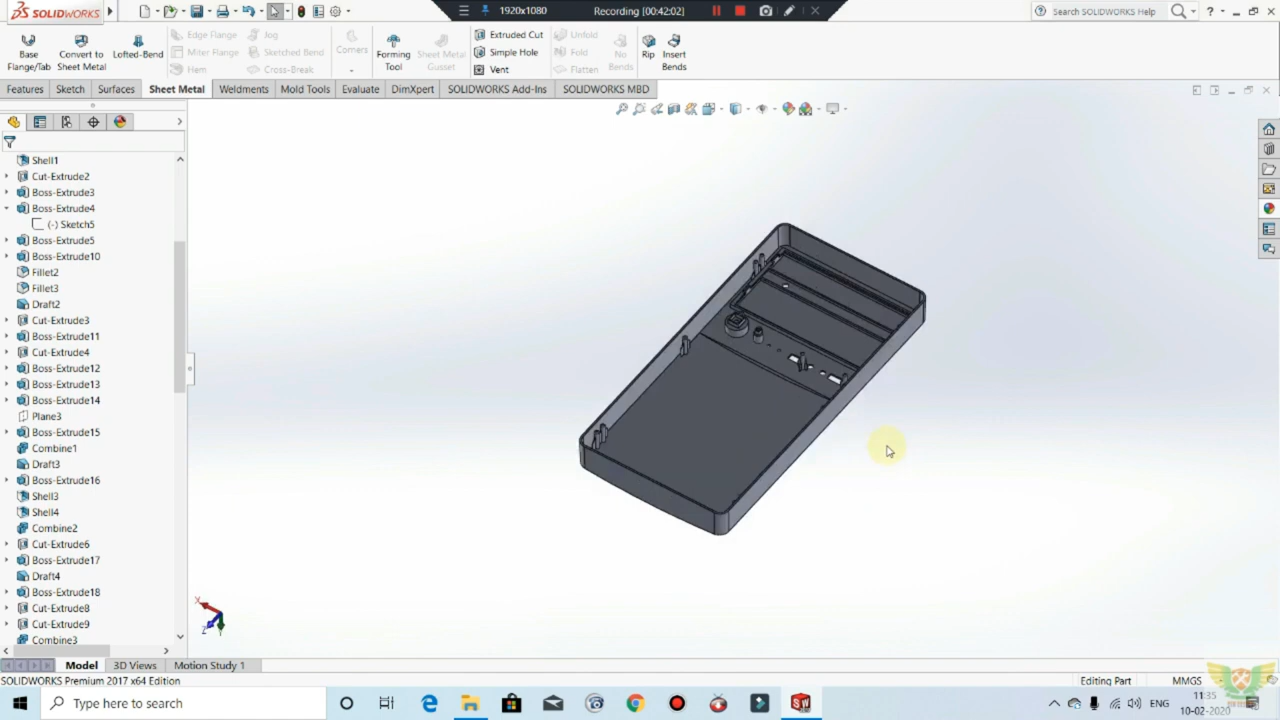 SOLIDWORKS
1920x1080
Recording [00:42:02]
Search SOLIDWORKS Help
Base Flange/Tab
Convert to Sheet Metal
Lofted-Bend
Edge Flange
Miter Flange
Hem
Jog
Sketched Bend
Cross-Break
Corners
Forming Tool
Sheet Metal Gusset
Extruded Cut
Simple Hole
Vent
Unfold
Fold
Flatten
No Bends
Rip
Insert Bends
Features
Sketch
Surfaces
Sheet Metal
Weldments
Mold Tools
Evaluate
DimXpert
SOLIDWORKS Add-Ins
SOLIDWORKS MBD
Shell1
Cut-Extrude2
Boss-Extrude3
Boss-Extrude4
(-) Sketch5
Boss-Extrude5
Boss-Extrude10
Fillet2
Fillet3
Draft2
Cut-Extrude3
Boss-Extrude11
Cut-Extrude4
Boss-Extrude12
Boss-Extrude13
Boss-Extrude14
Plane3
Boss-Extrude15
Combine1
Draft3
Boss-Extrude16
Shell3
Shell4
Combine2
Cut-Extrude6
Boss-Extrude17
Draft4
Boss-Extrude18
Cut-Extrude8
Cut-Extrude9
Combine3
X
Z
Y
Model
3D Views
Motion Study 1
SOLIDWORKS Premium 2017 x64 Edition
Editing Part
MMGS
Type here to search
ENG
11:35
10-02-2020